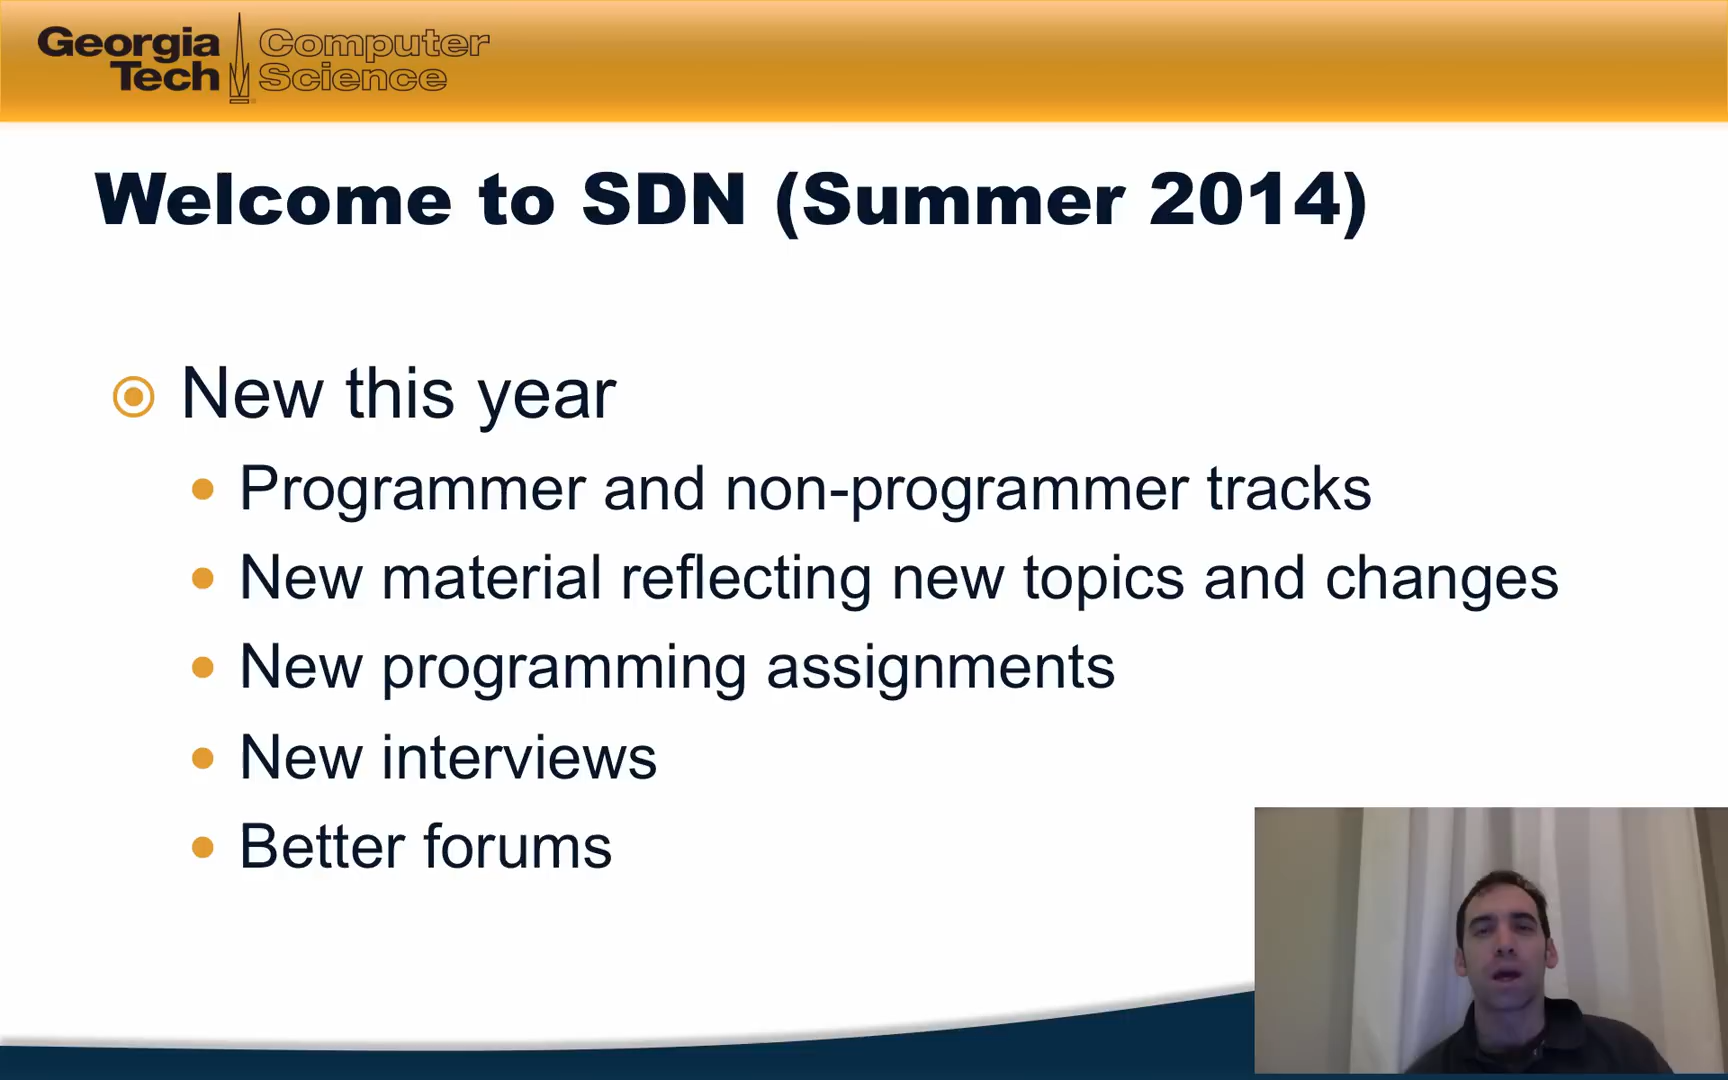 Georgia Tech
Computer Science
Welcome to SDN (Summer 2014)
New this year
Programmer and non-programmer tracks
New material reflecting new topics and changes
New programming assignments
New interviews
Better forums